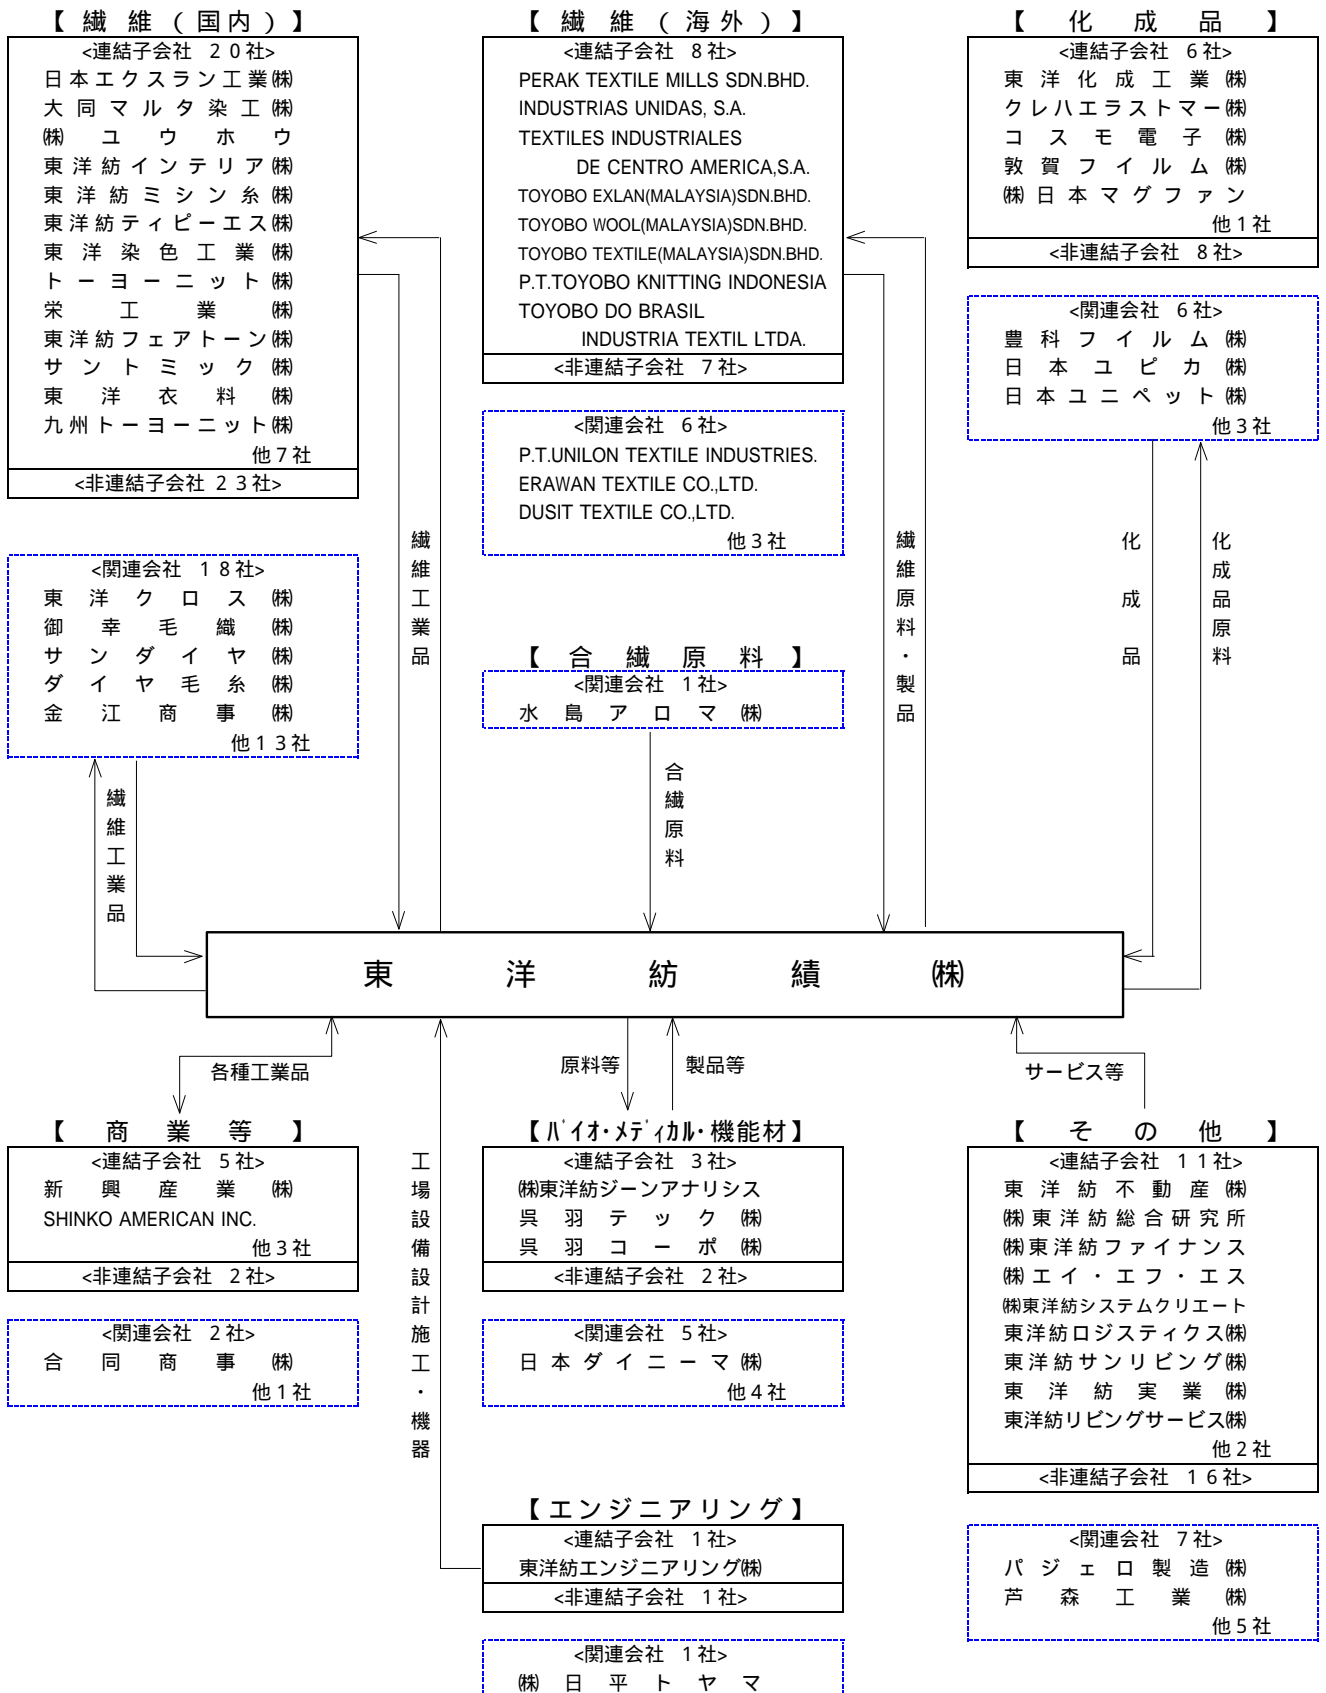 【繊維（国内）】
<連結子会社 ２０社>
日本エクスラン工業㈱
大同マルタ染工㈱
㈱ユウホウ
東洋紡インテリア㈱
東洋紡ミシン糸㈱
東洋紡ティピーエス㈱
東洋染色工業㈱
トーヨーニット㈱
栄工業㈱
東洋紡フェアトーン㈱
サントミック㈱
東洋衣料㈱
九州トーヨーニット㈱
他７社
<非連結子会社 ２３社>
<関連会社 １８社>
東洋クロス㈱
御幸毛織㈱
サンダイヤ㈱
ダイヤ毛糸㈱
金江商事㈱
他１３社
繊維工業品
繊維工業品
【繊維（海外）】
<連結子会社 ８社>
PERAK TEXTILE MILLS SDN.BHD.
INDUSTRIAS UNIDAS, S.A.
TEXTILES INDUSTRIALES
DE CENTRO AMERICA,S.A.
TOYOBO EXLAN(MALAYSIA)SDN.BHD.
TOYOBO WOOL(MALAYSIA)SDN.BHD.
TOYOBO TEXTILE(MALAYSIA)SDN.BHD.
P.T.TOYOBO KNITTING INDONESIA
TOYOBO DO BRASIL
INDUSTRIA TEXTIL LTDA.
<非連結子会社 ７社>
<関連会社 ６社>
P.T.UNILON TEXTILE INDUSTRIES.
ERAWAN TEXTILE CO.,LTD.
DUSIT TEXTILE CO.,LTD.
他３社
繊維原料・製品
【合繊原料】
<関連会社 １社>
水島アロマ㈱
合繊原料
【化成品】
<連結子会社 ６社>
東洋化成工業㈱
クレハエラストマー㈱
コスモ電子㈱
敦賀フイルム㈱
㈱日本マグファン
他１社
<非連結子会社 ８社>
<関連会社 ６社>
豊科フイルム㈱
日本ユピカ㈱
日本ユニペット㈱
他３社
化成品
化成品原料
東洋紡績㈱
各種工業品
原料等
製品等
サービス等
【商業等】
<連結子会社 ５社>
新興産業㈱
SHINKO AMERICAN INC.
他３社
<非連結子会社 ２社>
<関連会社 ２社>
合同商事㈱
他１社
工場設備設計施工・機器
【ﾊﾞｲｵ・ﾒﾃﾞｨｶﾙ・機能材】
<連結子会社 ３社>
㈱東洋紡ジーンアナリシス
呉羽テック㈱
呉羽コーポ㈱
<非連結子会社 ２社>
<関連会社 ５社>
日本ダイニーマ㈱
他４社
【エンジニアリング】
<連結子会社 １社>
東洋紡エンジニアリング㈱
<非連結子会社 １社>
<関連会社 １社>
㈱日平トヤマ
【その他】
<連結子会社 １１社>
東洋紡不動産㈱
㈱東洋紡総合研究所
㈱東洋紡ファイナンス
㈱エイ・エフ・エス
㈱東洋紡システムクリエート
東洋紡ロジスティクス㈱
東洋紡サンリビング㈱
東洋紡実業㈱
東洋紡リビングサービス㈱
他２社
<非連結子会社 １６社>
<関連会社 ７社>
パジェロ製造㈱
芦森工業㈱
他５社